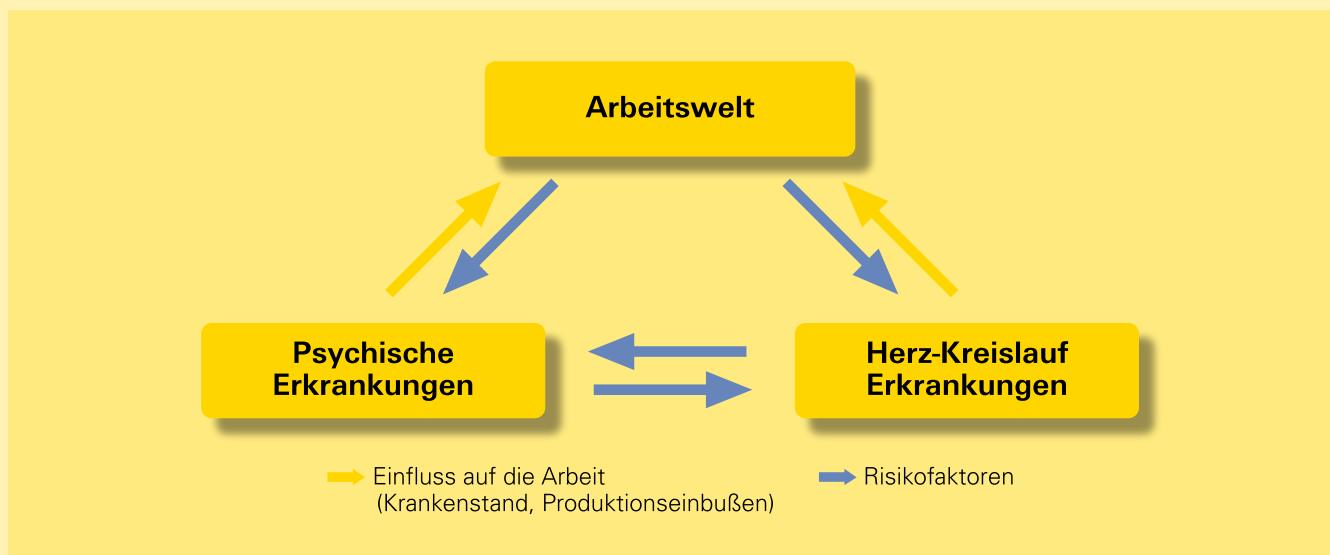 Arbeitswelt
Psychische
Erkrankungen
Herz-Kreislauf
Erkrankungen
Einfluss auf die Arbeit
(Krankenstand, Produktionseinbußen)
Risikofaktoren